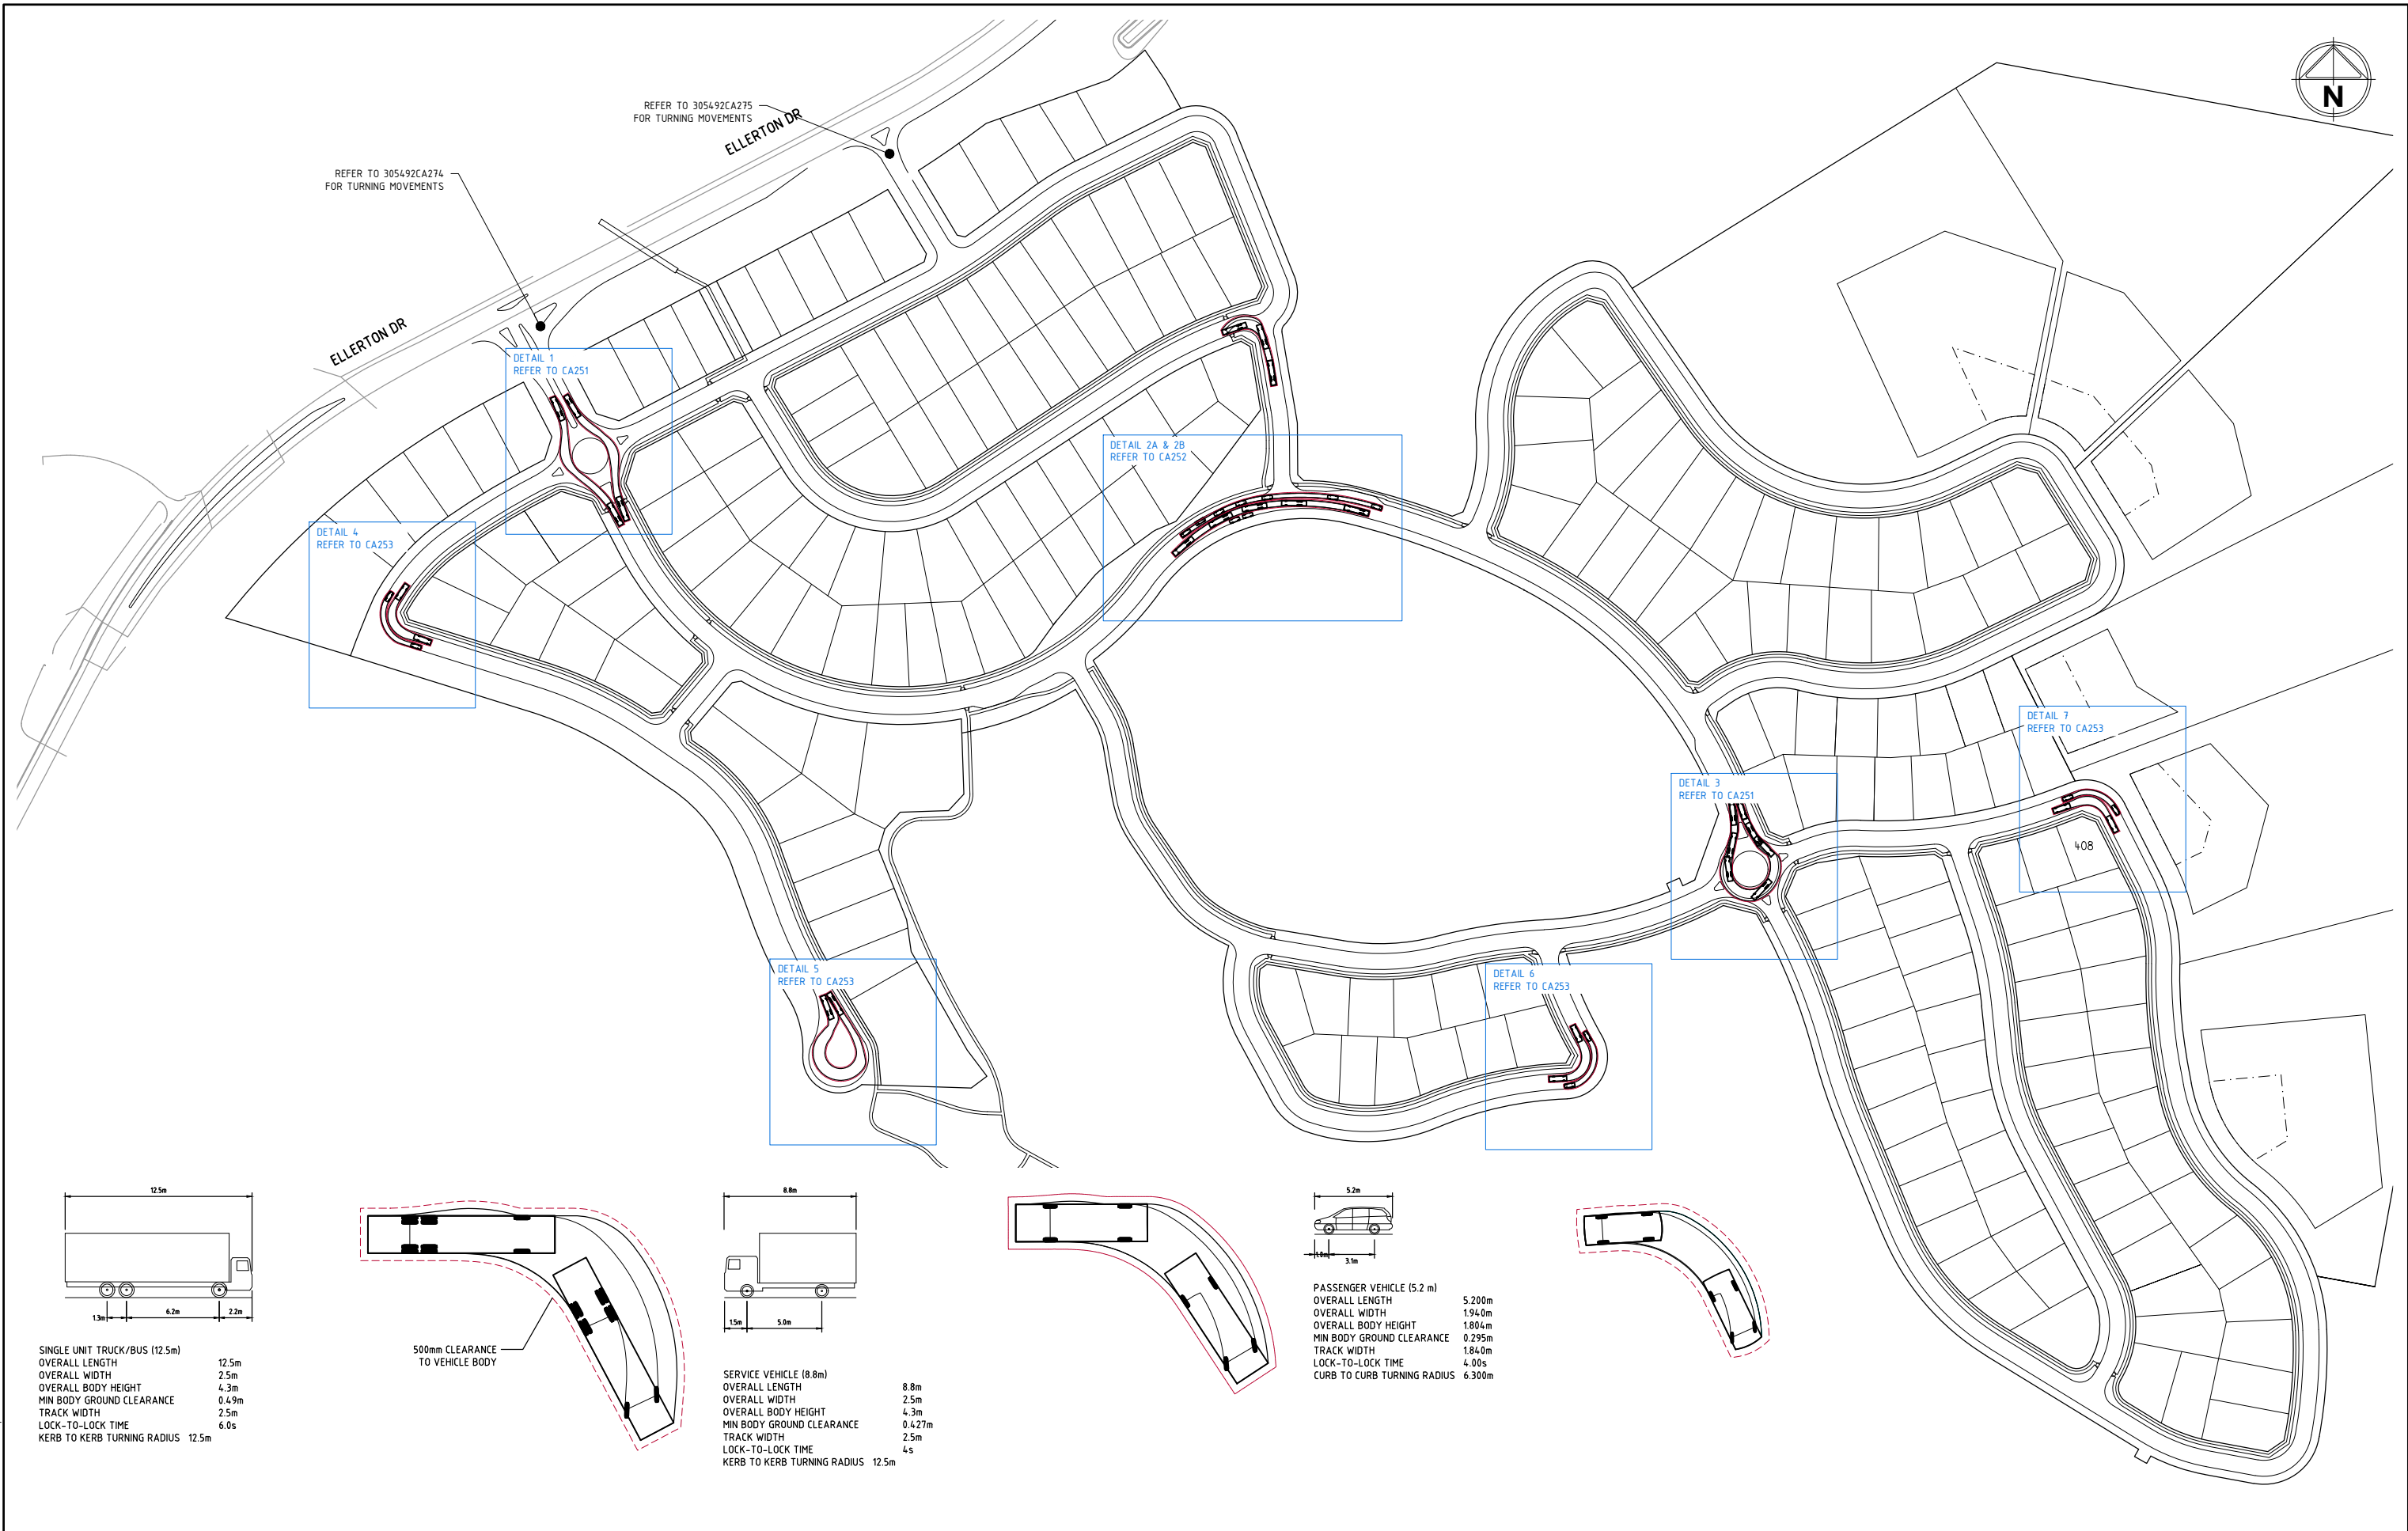 REFER TO 305492CA275
FOR TURNING MOVEMENTS
ELLERTON DR
N
REFER TO 305492CA274
FOR TURNING MOVEMENTS
ELLERTON DR
DETAIL 1
REFER TO CA251
DETAIL 2A & 2B
REFER TO CA252
DETAIL 4
REFER TO CA253
DETAIL 7
REFER TO CA253
DETAIL 3
REFER TO CA251
408
DETAIL 5
REFER TO CA253
DETAIL 6
REFER TO CA253
12.5m
1.3m
6.2m
2.2m
SINGLE UNIT TRUCK/BUS (12.5m)
OVERALL LENGTH 12.5m
OVERALL WIDTH 2.5m
OVERALL BODY HEIGHT 4.3m
MIN BODY GROUND CLEARANCE 0.49m
TRACK WIDTH 2.5m
LOCK-TO-LOCK TIME 6.0s
KERB TO KERB TURNING RADIUS 12.5m
500mm CLEARANCE
TO VEHICLE BODY
8.8m
1.5m
5.0m
SERVICE VEHICLE (8.8m)
OVERALL LENGTH 8.8m
OVERALL WIDTH 2.5m
OVERALL BODY HEIGHT 4.3m
MIN BODY GROUND CLEARANCE 0.427m
TRACK WIDTH 2.5m
LOCK-TO-LOCK TIME 4s
KERB TO KERB TURNING RADIUS 12.5m
5.2m
1.0m
3.1m
PASSENGER VEHICLE (5.2 m)
OVERALL LENGTH 5.200m
OVERALL WIDTH 1.940m
OVERALL BODY HEIGHT 1.804m
MIN BODY GROUND CLEARANCE 0.295m
TRACK WIDTH 1.840m
LOCK-TO-LOCK TIME 4.00s
CURB TO CURB TURNING RADIUS 6.300m